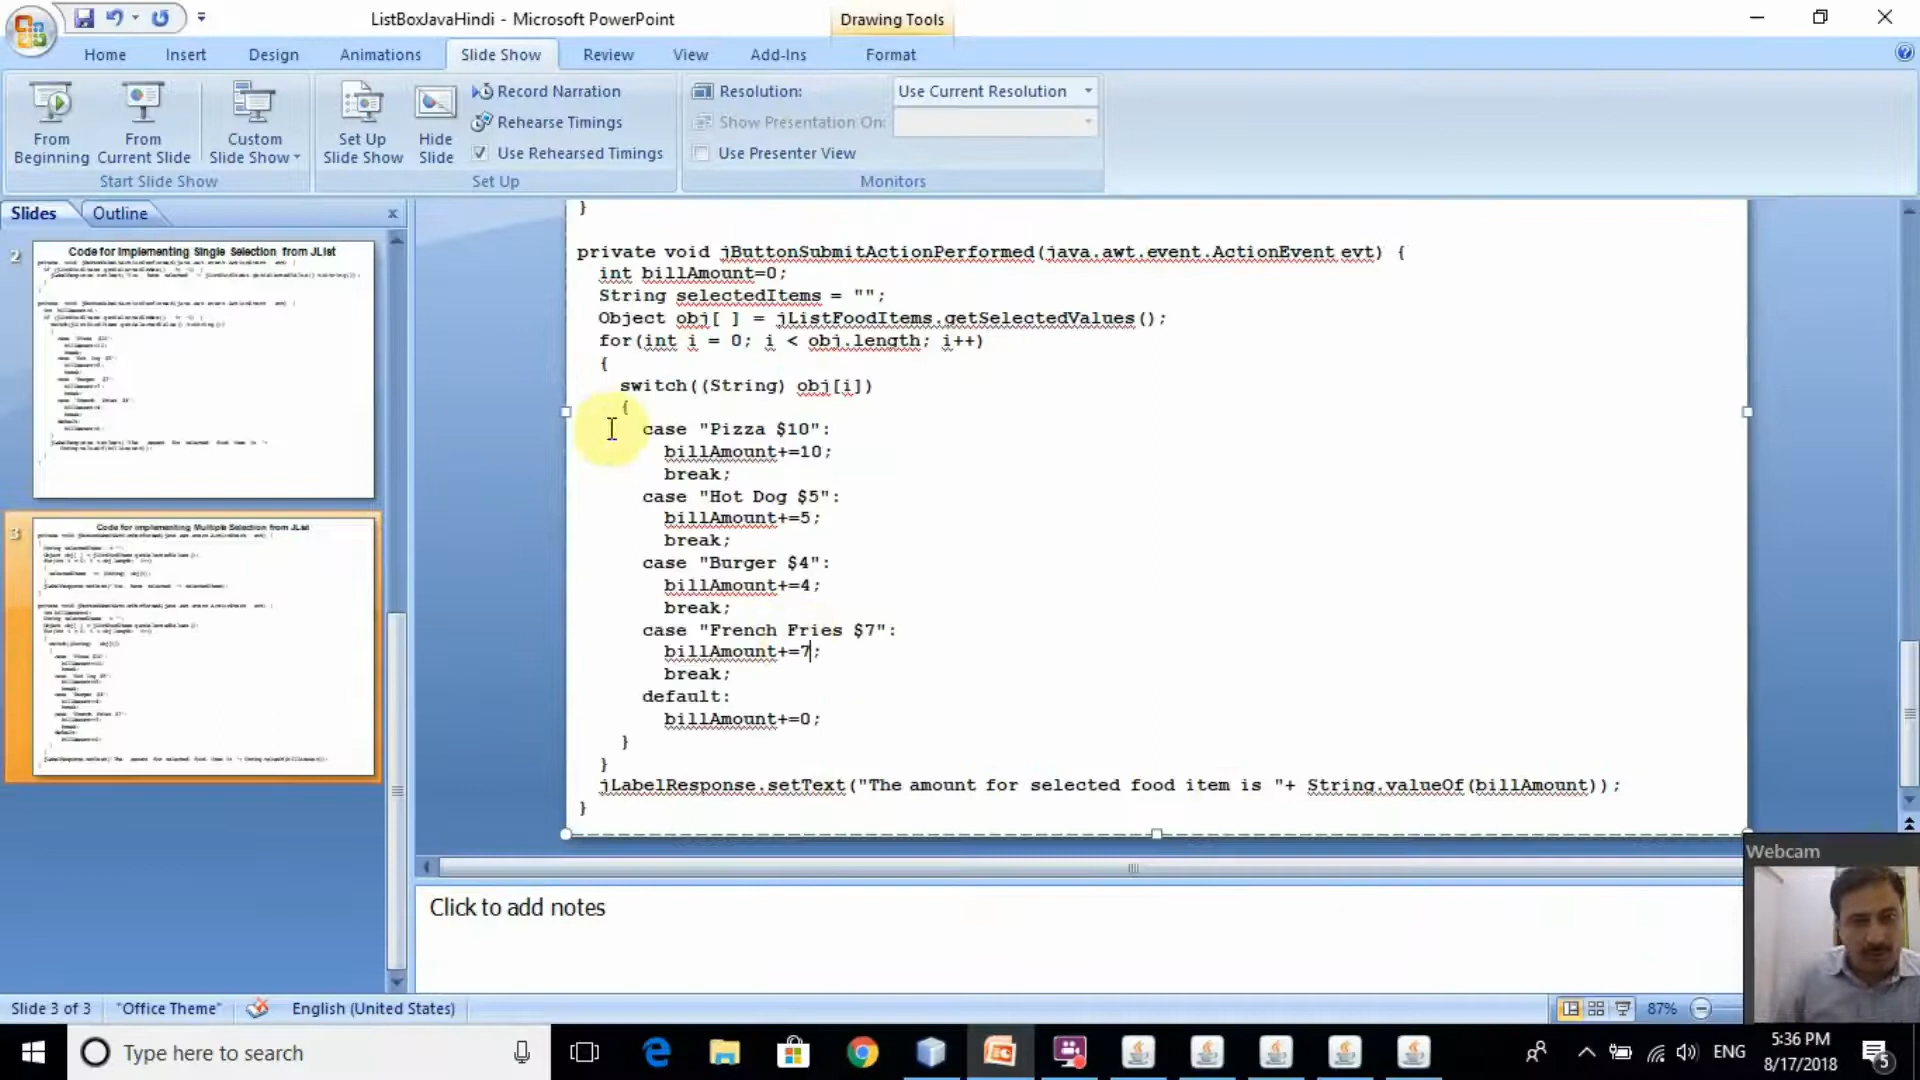 ListBoxJavaHindi - Microsoft PowerPoint
Drawing Tools
Home
Insert
Design
Animations
Slide Show
Review
View
Add-Ins
Format
From Beginning
From Current Slide
Custom Slide Show
Start Slide Show
Set Up Slide Show
Hide Slide
Record Narration
Rehearse Timings
Use Rehearsed Timings
Set Up
Resolution:
Use Current Resolution
Show Presentation On:
Use Presenter View
Monitors
Slides
Outline
2
Code for Implementing Single Selection from JList
3
Code for Implementing Multiple Selection from JList
}
private void jButtonSubmitActionPerformed(java.awt.event.ActionEvent evt) {
int billAmount=0;
String selectedItems = "";
Object obj[ ] = jListFoodItems.getSelectedValues();
for(int i = 0; i < obj.length; i++)
{
switch((String) obj[i])
{
case "Pizza $10":
billAmount+=10;
break;
case "Hot Dog $5":
billAmount+=5;
break;
case "Burger $4":
billAmount+=4;
break;
case "French Fries $7":
billAmount+=7;
break;
default:
billAmount+=0;
}
}
jLabelResponse.setText("The amount for selected food item is "+ String.valueOf(billAmount));
}
Click to add notes
Webcam
Slide 3 of 3
"Office Theme"
English (United States)
87%
Type here to search
ENG
5:36 PM
8/17/2018
5